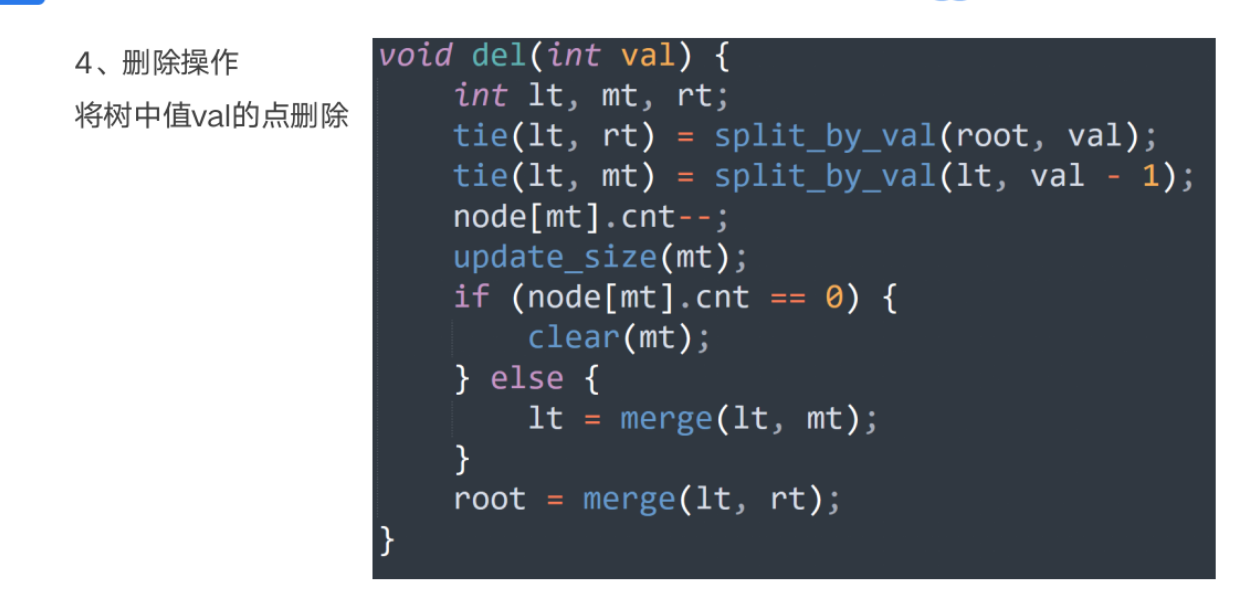 4、删除操作
将树中值val的点删除
void del(int val) {
    int lt, mt, rt;
    tie(lt, rt) = split_by_val(root, val);
    tie(lt, mt) = split_by_val(lt, val - 1);
    node[mt].cnt--;
    update_size(mt);
    if (node[mt].cnt == 0) {
        clear(mt);
    } else {
        lt = merge(lt, mt);
    }
    root = merge(lt, rt);
}